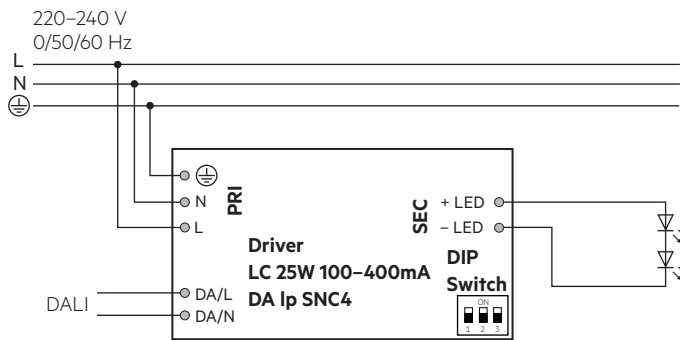 220–240 V
0/50/60 Hz
L
N
PRI
N
L
SEC
+ LED
– LED
Driver
LC 25W 100–400mA
DA lp SNC4
DIP
Switch
ON
1 2 3
DALI
DA/L
DA/N